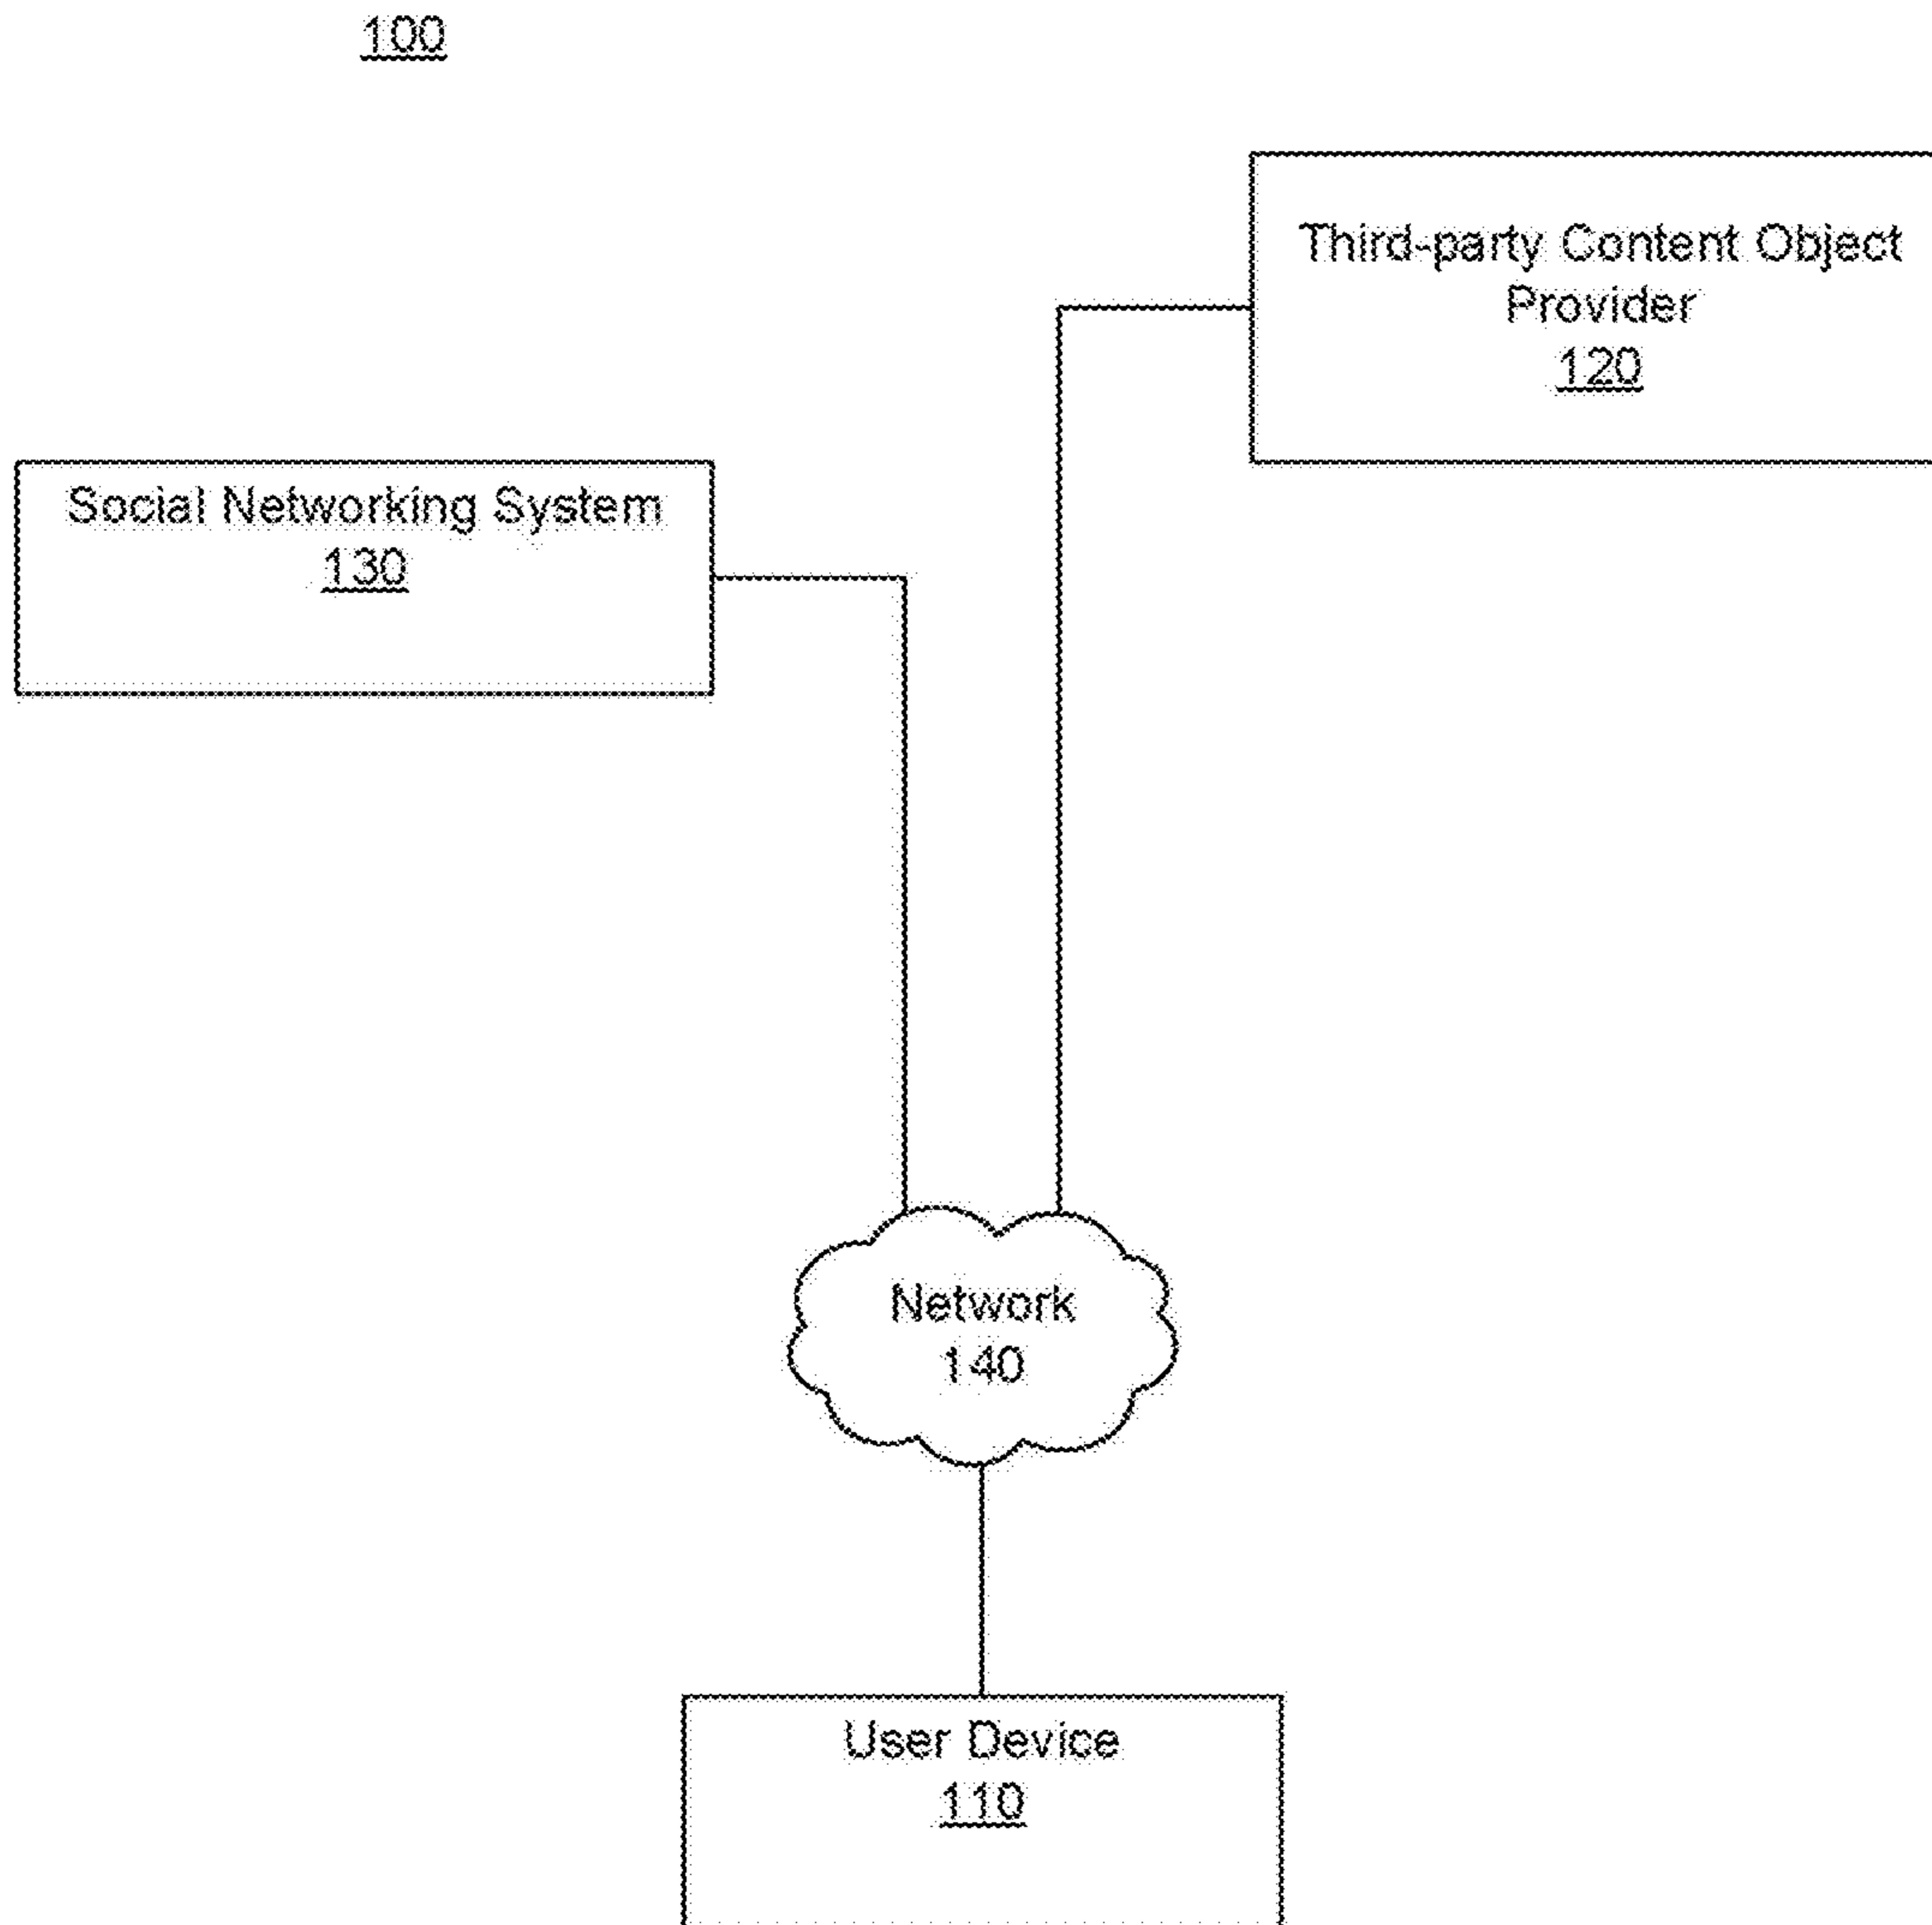 100
Third-party Content Object
Provider
120
Social Networking System
130
Network
140
User Device
110